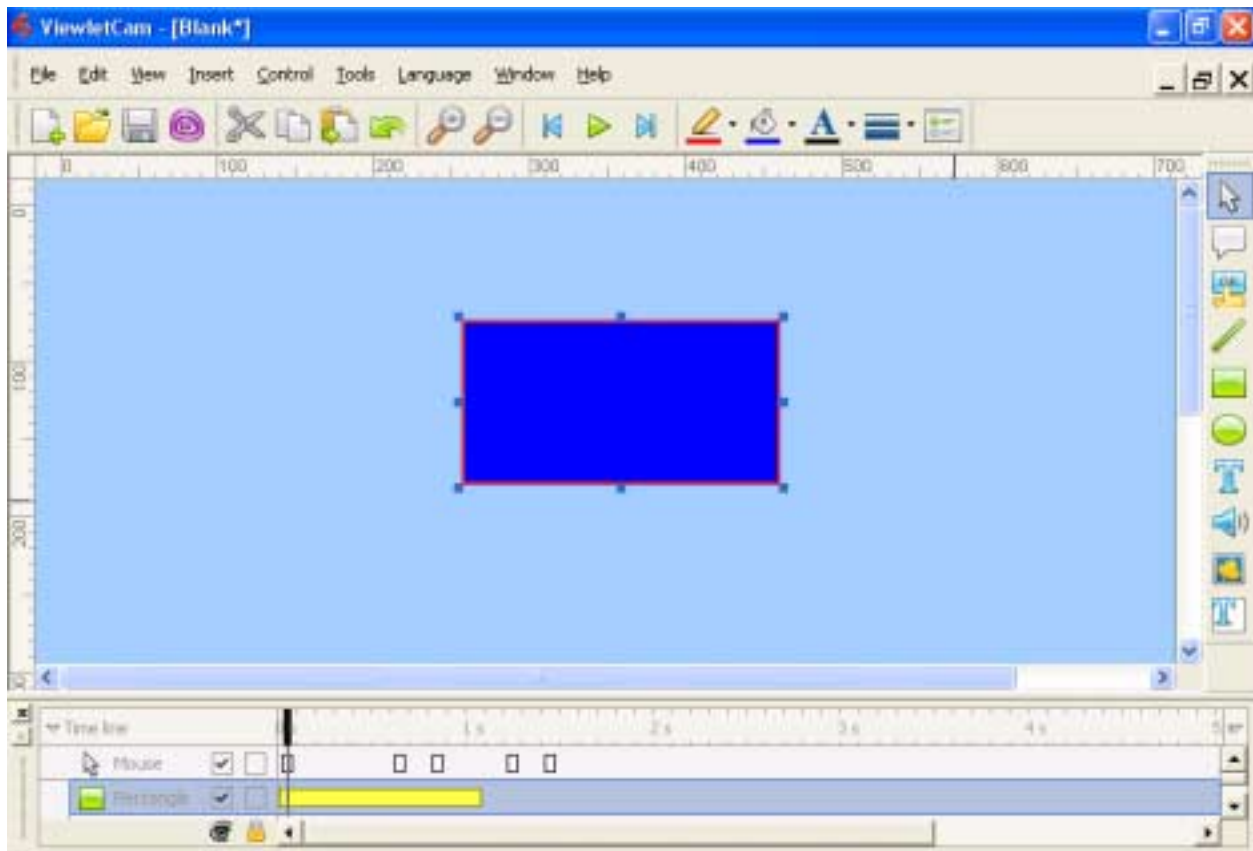 ViewletCam - [Blank*]
File Edit View Insert Control Tools Language Window Help
A
0 100 200 300 400 500 600 700
0
100
200
T
T
Time line 1 s 2 s 3 s 4 s 5
Mouse
Rectangle